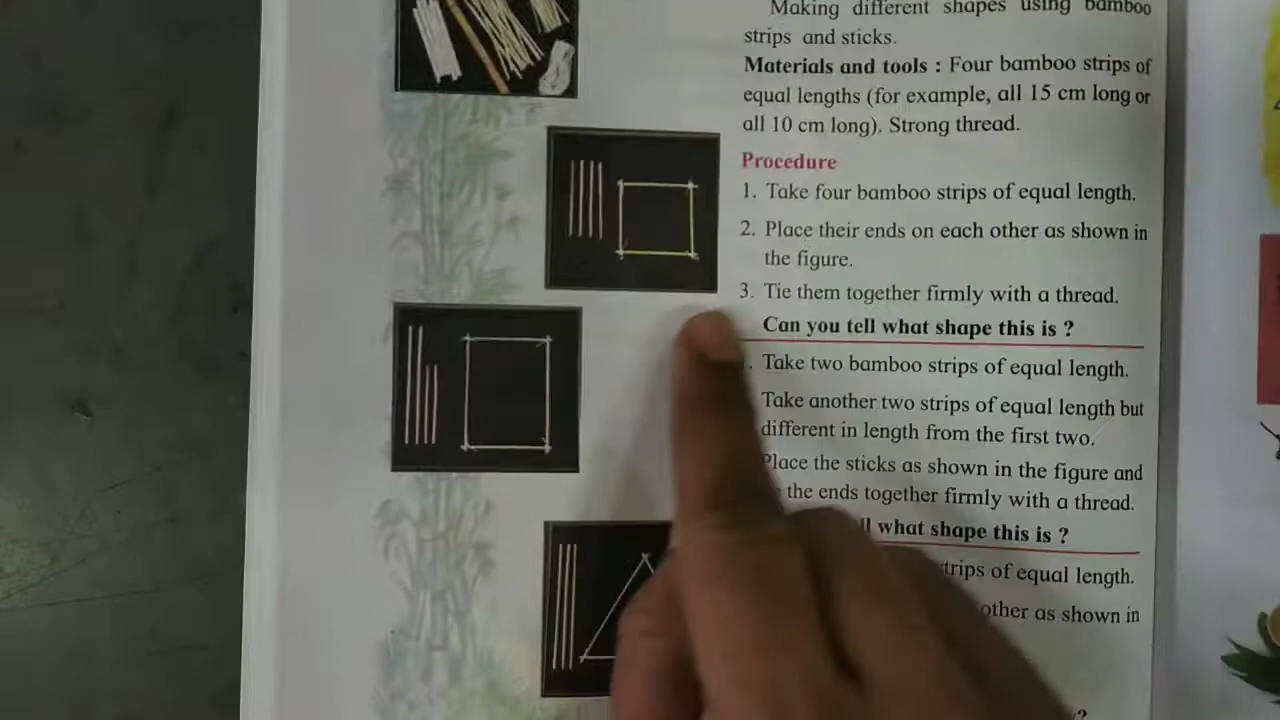 Making different shapes using bamboo
strips and sticks.
Materials and tools : Four bamboo strips of
equal lengths (for example, all 15 cm long or
all 10 cm long). Strong thread.
Procedure
1. Take four bamboo strips of equal length.
2. Place their ends on each other as shown in
the figure.
3. Tie them together firmly with a thread.
Can you tell what shape this is ?
. Take two bamboo strips of equal length.
Take another two strips of equal length but
different in length from the first two.
Place the sticks as shown in the figure and
the ends together firmly with a thread.
what shape this is ?
strips of equal length.
other as shown in
?